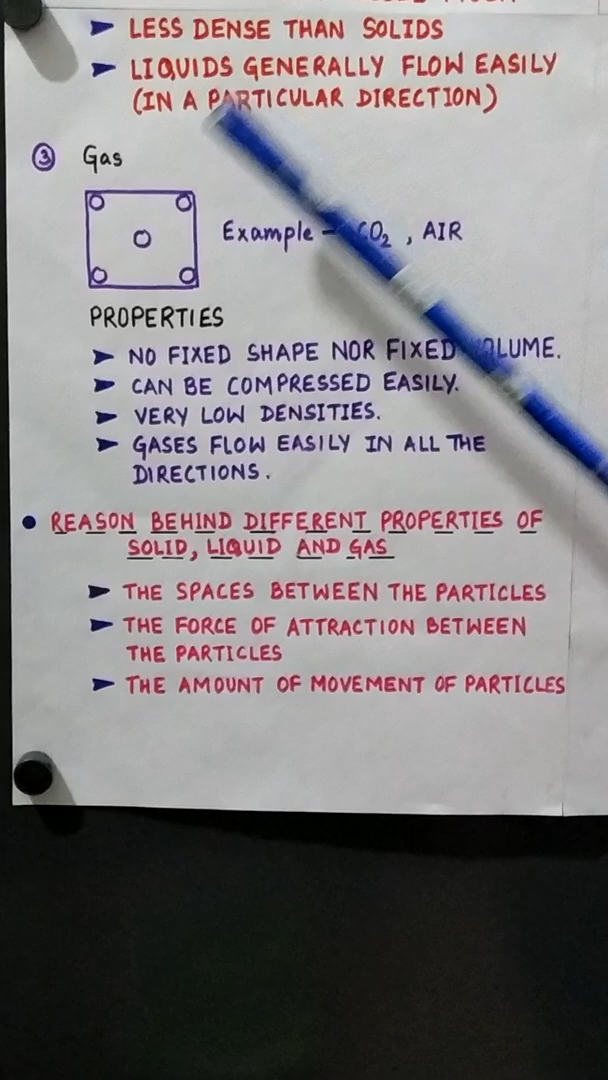 ➤ LESS DENSE THAN SOLIDS
➤ LIQUIDS GENERALLY FLOW EASILY
(IN A PARTICULAR DIRECTION)
③ Gas
Example - CO₂ , AIR
PROPERTIES
➤ NO FIXED SHAPE NOR FIXED VOLUME.
➤ CAN BE COMPRESSED EASILY.
➤ VERY LOW DENSITIES.
➤ GASES FLOW EASILY IN ALL THE
DIRECTIONS.
• REASON BEHIND DIFFERENT PROPERTIES OF
SOLID, LIQUID AND GAS
➤ THE SPACES BETWEEN THE PARTICLES
➤ THE FORCE OF ATTRACTION BETWEEN
THE PARTICLES
➤ THE AMOUNT OF MOVEMENT OF PARTICLES